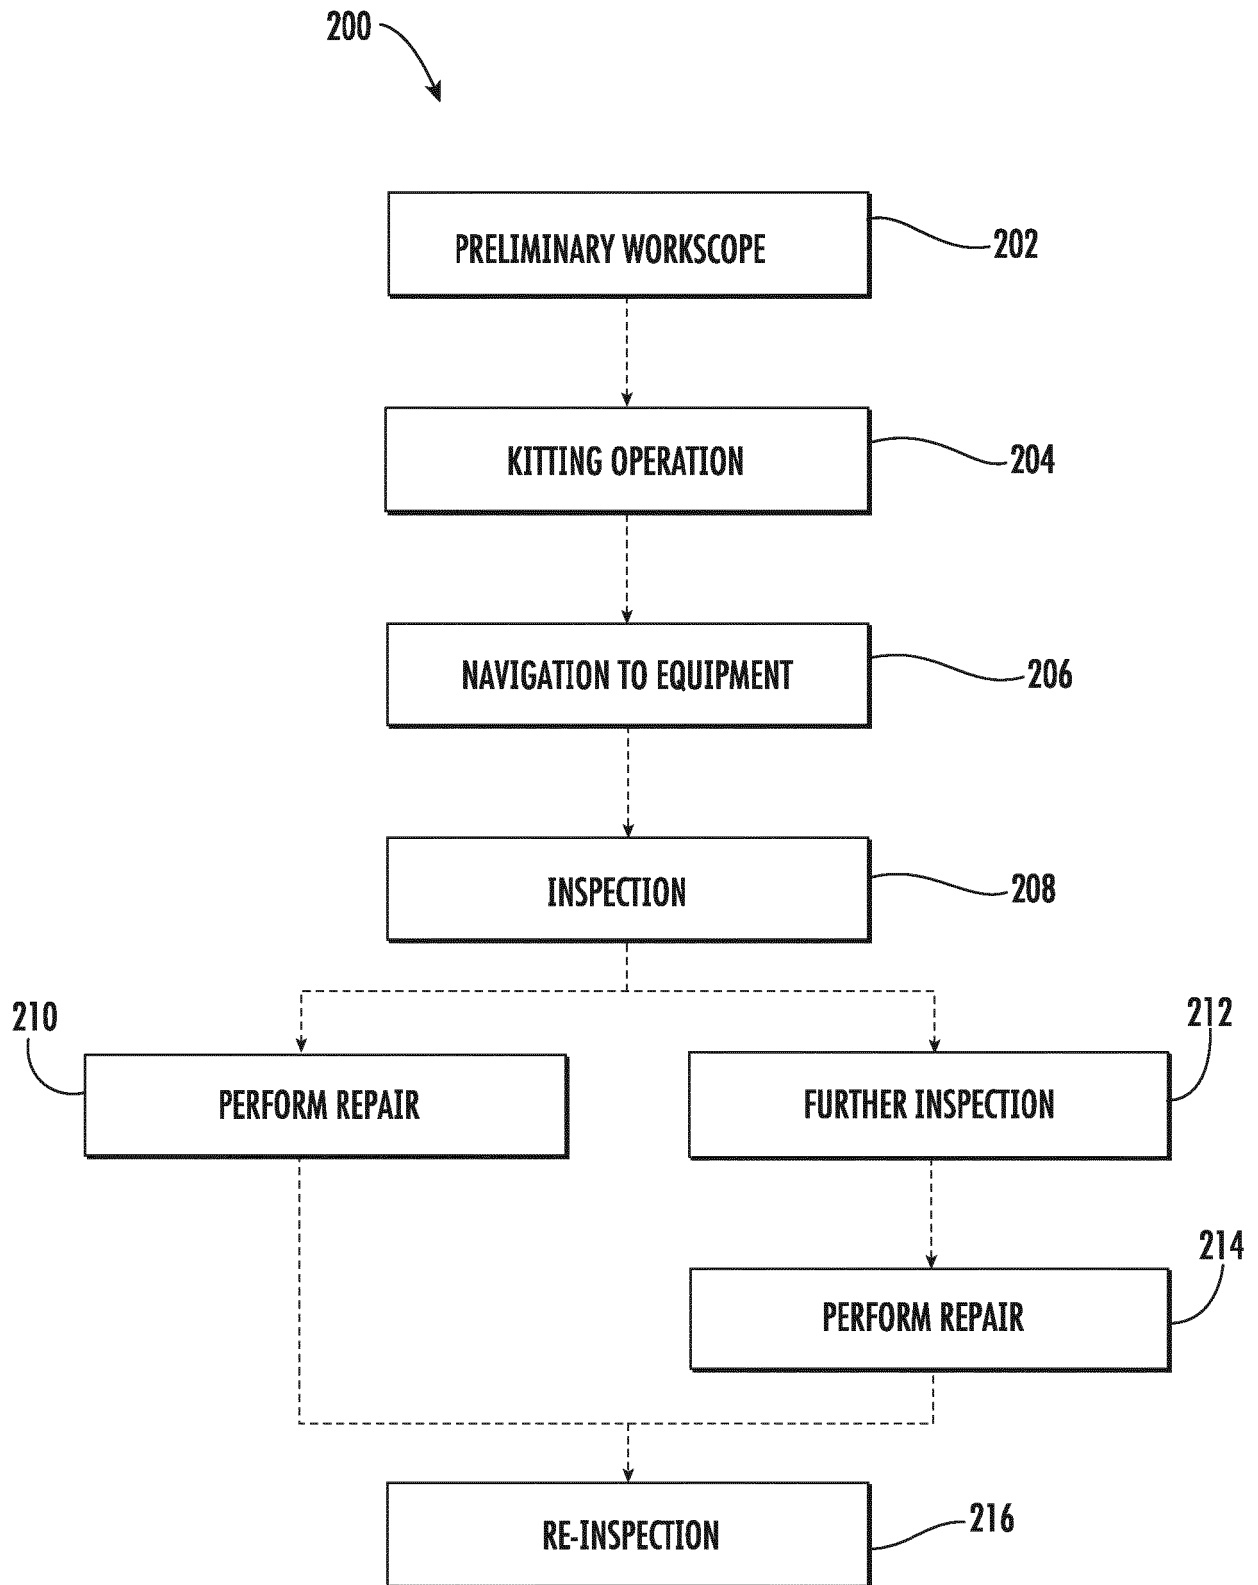 200
PRELIMINARY WORKSCOPE
202
KITTING OPERATION
204
NAVIGATION TO EQUIPMENT
206
INSPECTION
208
210
212
PERFORM REPAIR
FURTHER INSPECTION
214
PERFORM REPAIR
RE-INSPECTION
216